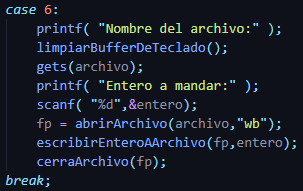 case 6:
printf( "Nombre del archivo:" );
limpiarBufferDeTeclado();
gets(archivo);
printf( "Entero a mandar:" );
scanf( "%d",&entero);
fp = abrirArchivo(archivo,"wb");
escribirEnteroAArchivo(fp,entero);
cerraArchivo(fp);
break;